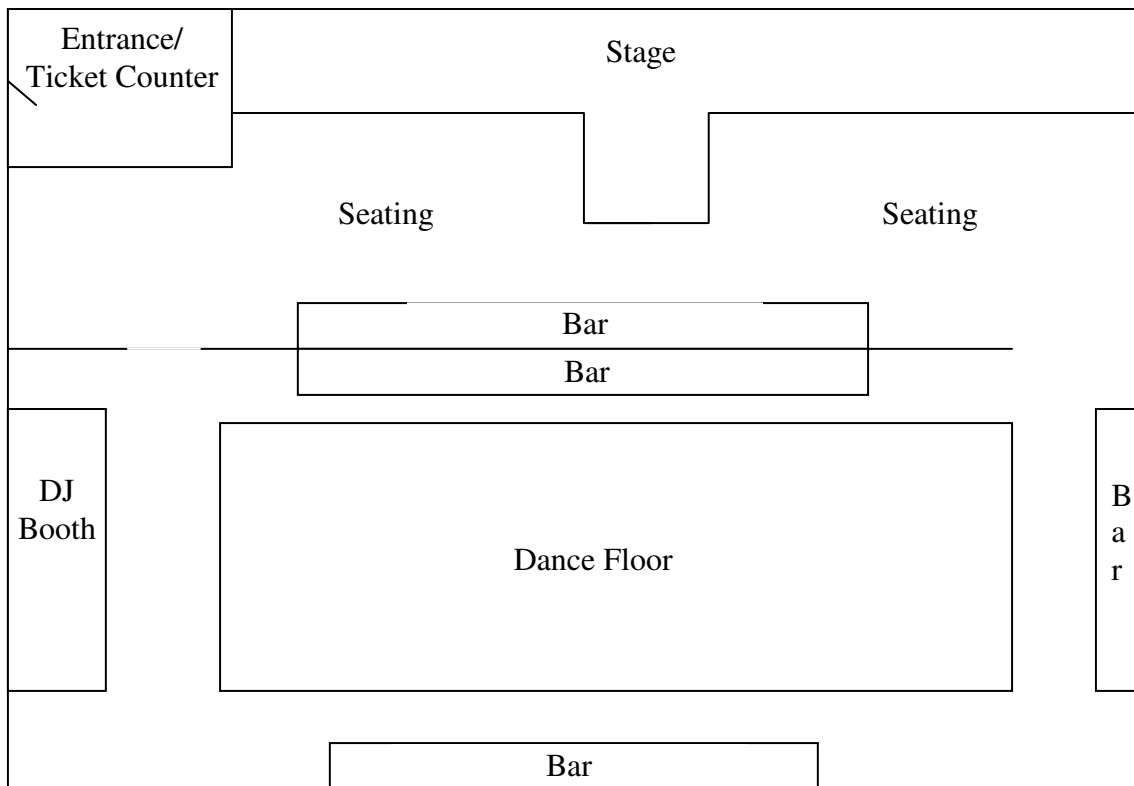 Entrance/
Ticket Counter
Stage
Seating
Seating
Bar
Bar
DJ
Booth
Dance Floor
B
a
r
Bar